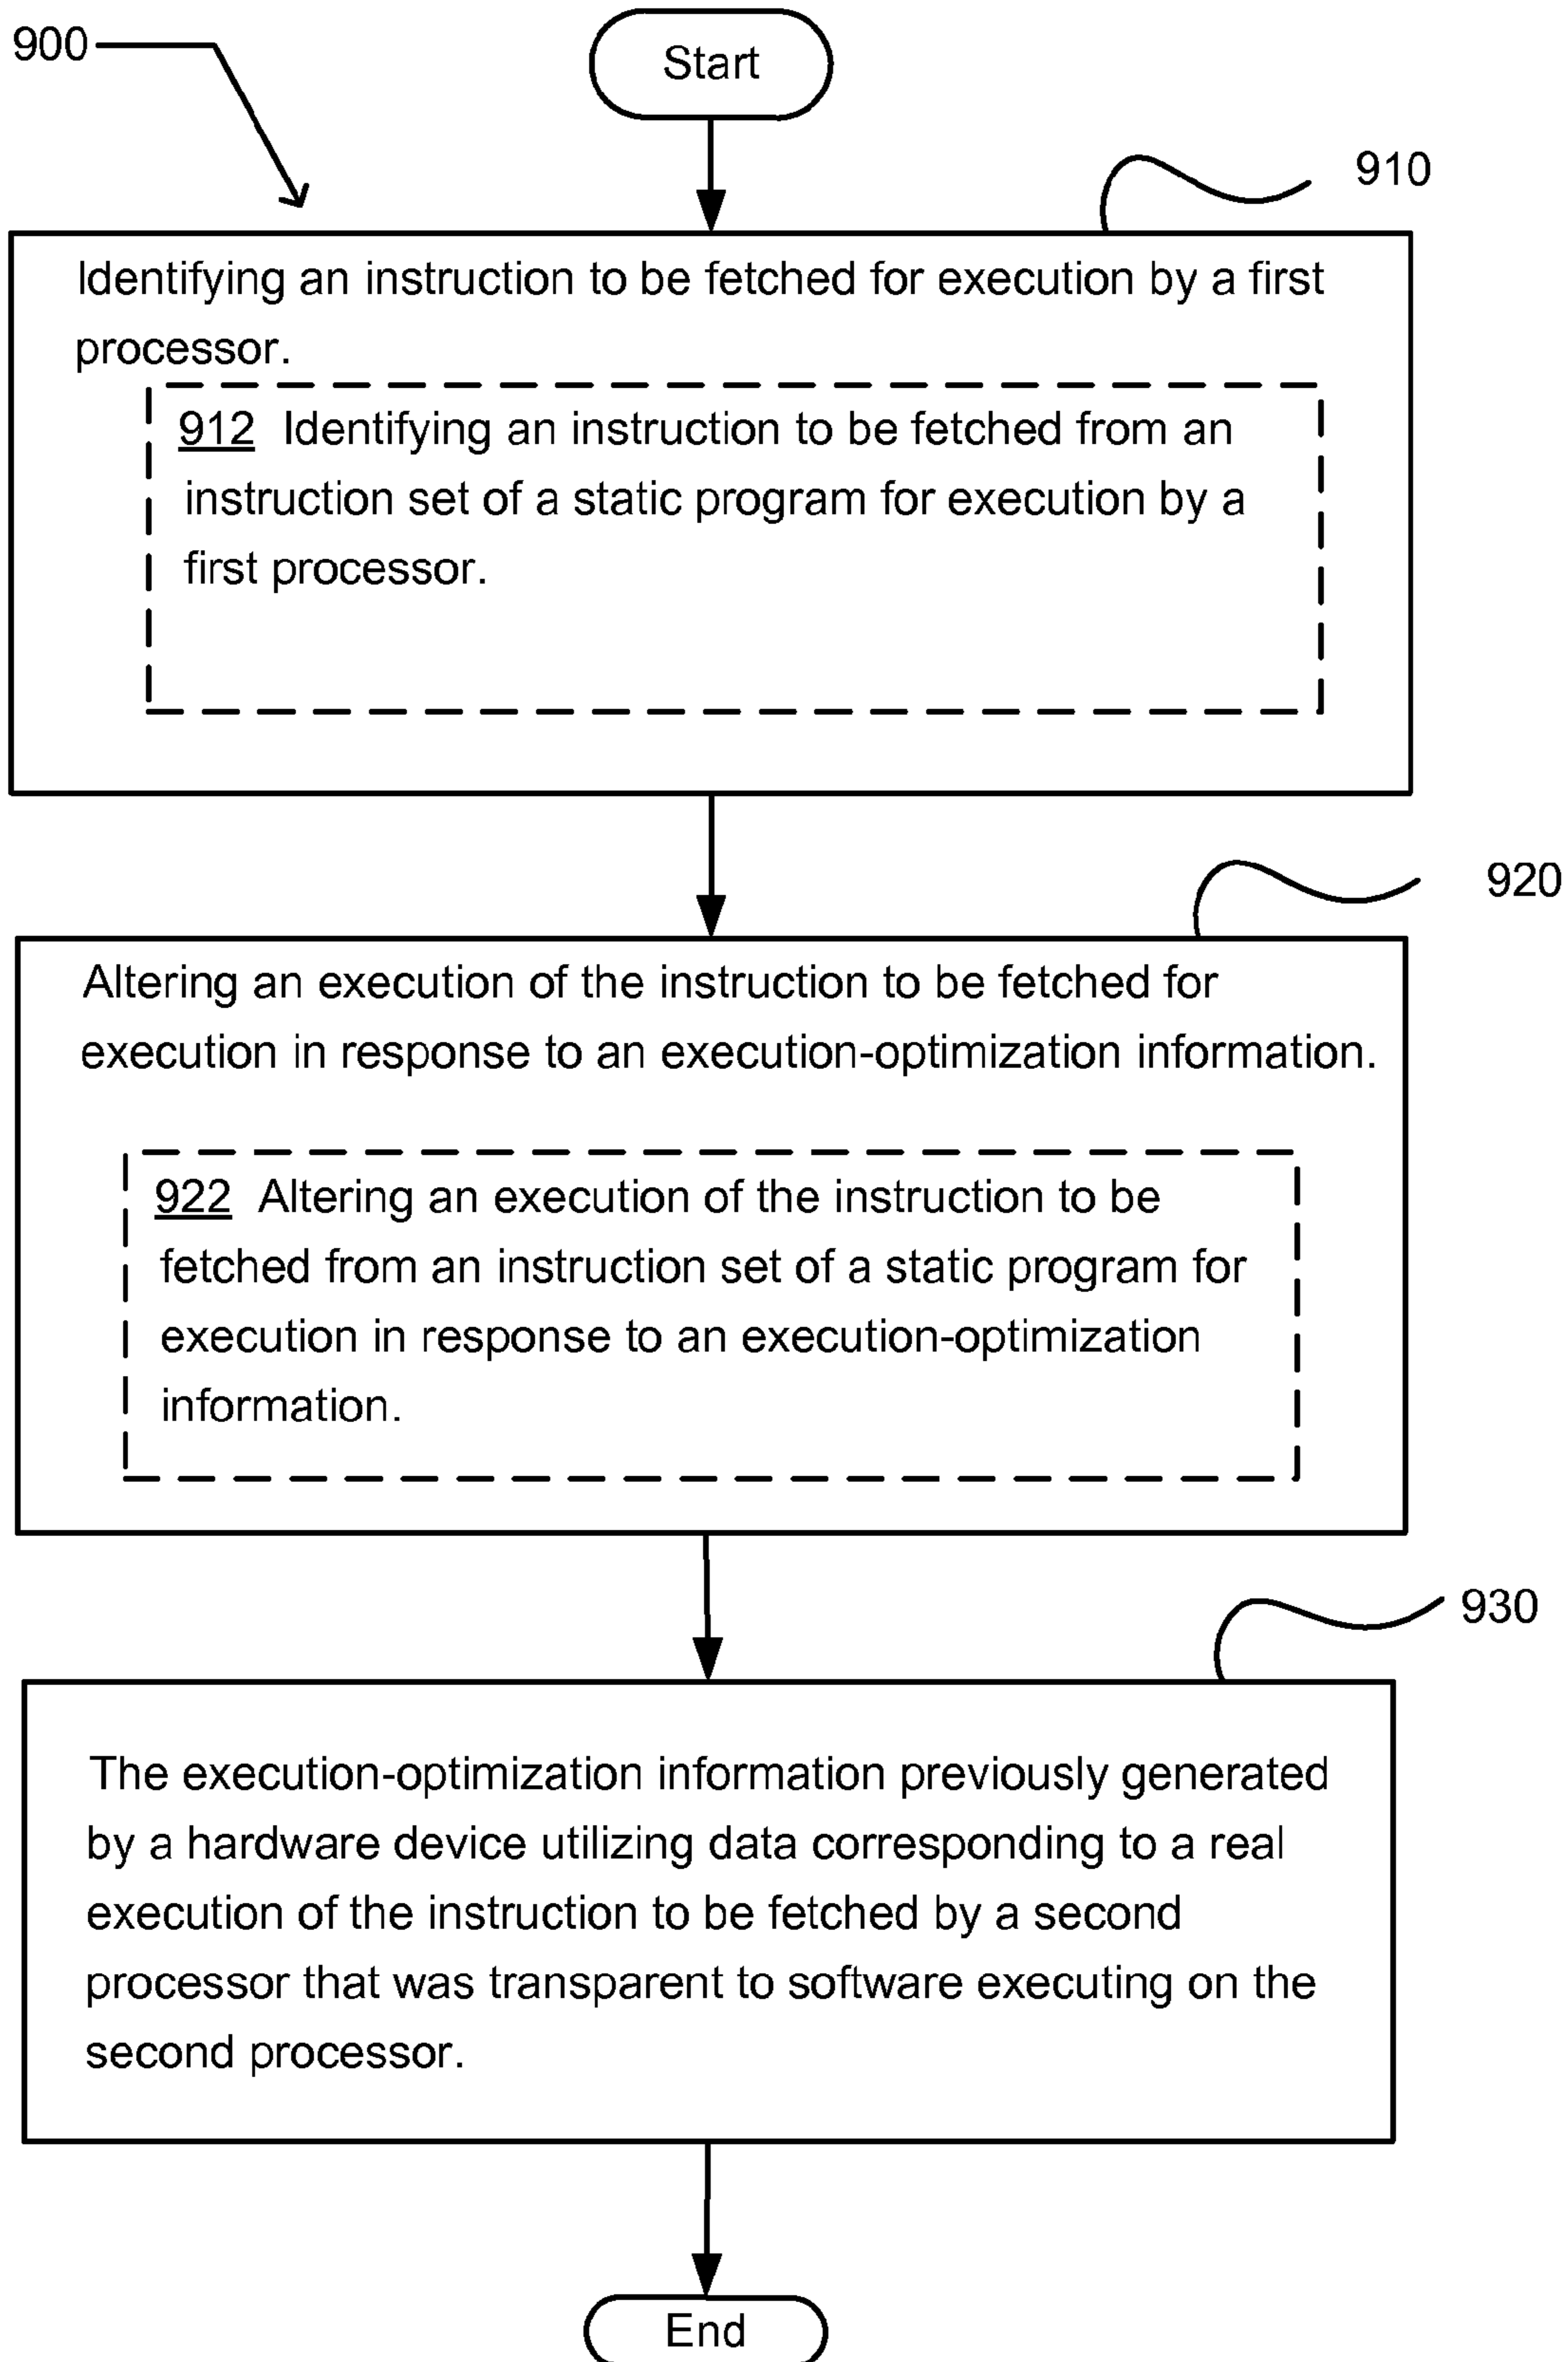 900
Start
910
Identifying an instruction to be fetched for execution by a first
processor.
912 Identifying an instruction to be fetched from an
instruction set of a static program for execution by a
first processor.
920
Altering an execution of the instruction to be fetched for
execution in response to an execution-optimization information.
922 Altering an execution of the instruction to be
fetched from an instruction set of a static program for
execution in response to an execution-optimization
information.
930
The execution-optimization information previously generated
by a hardware device utilizing data corresponding to a real
execution of the instruction to be fetched by a second
processor that was transparent to software executing on the
second processor.
End